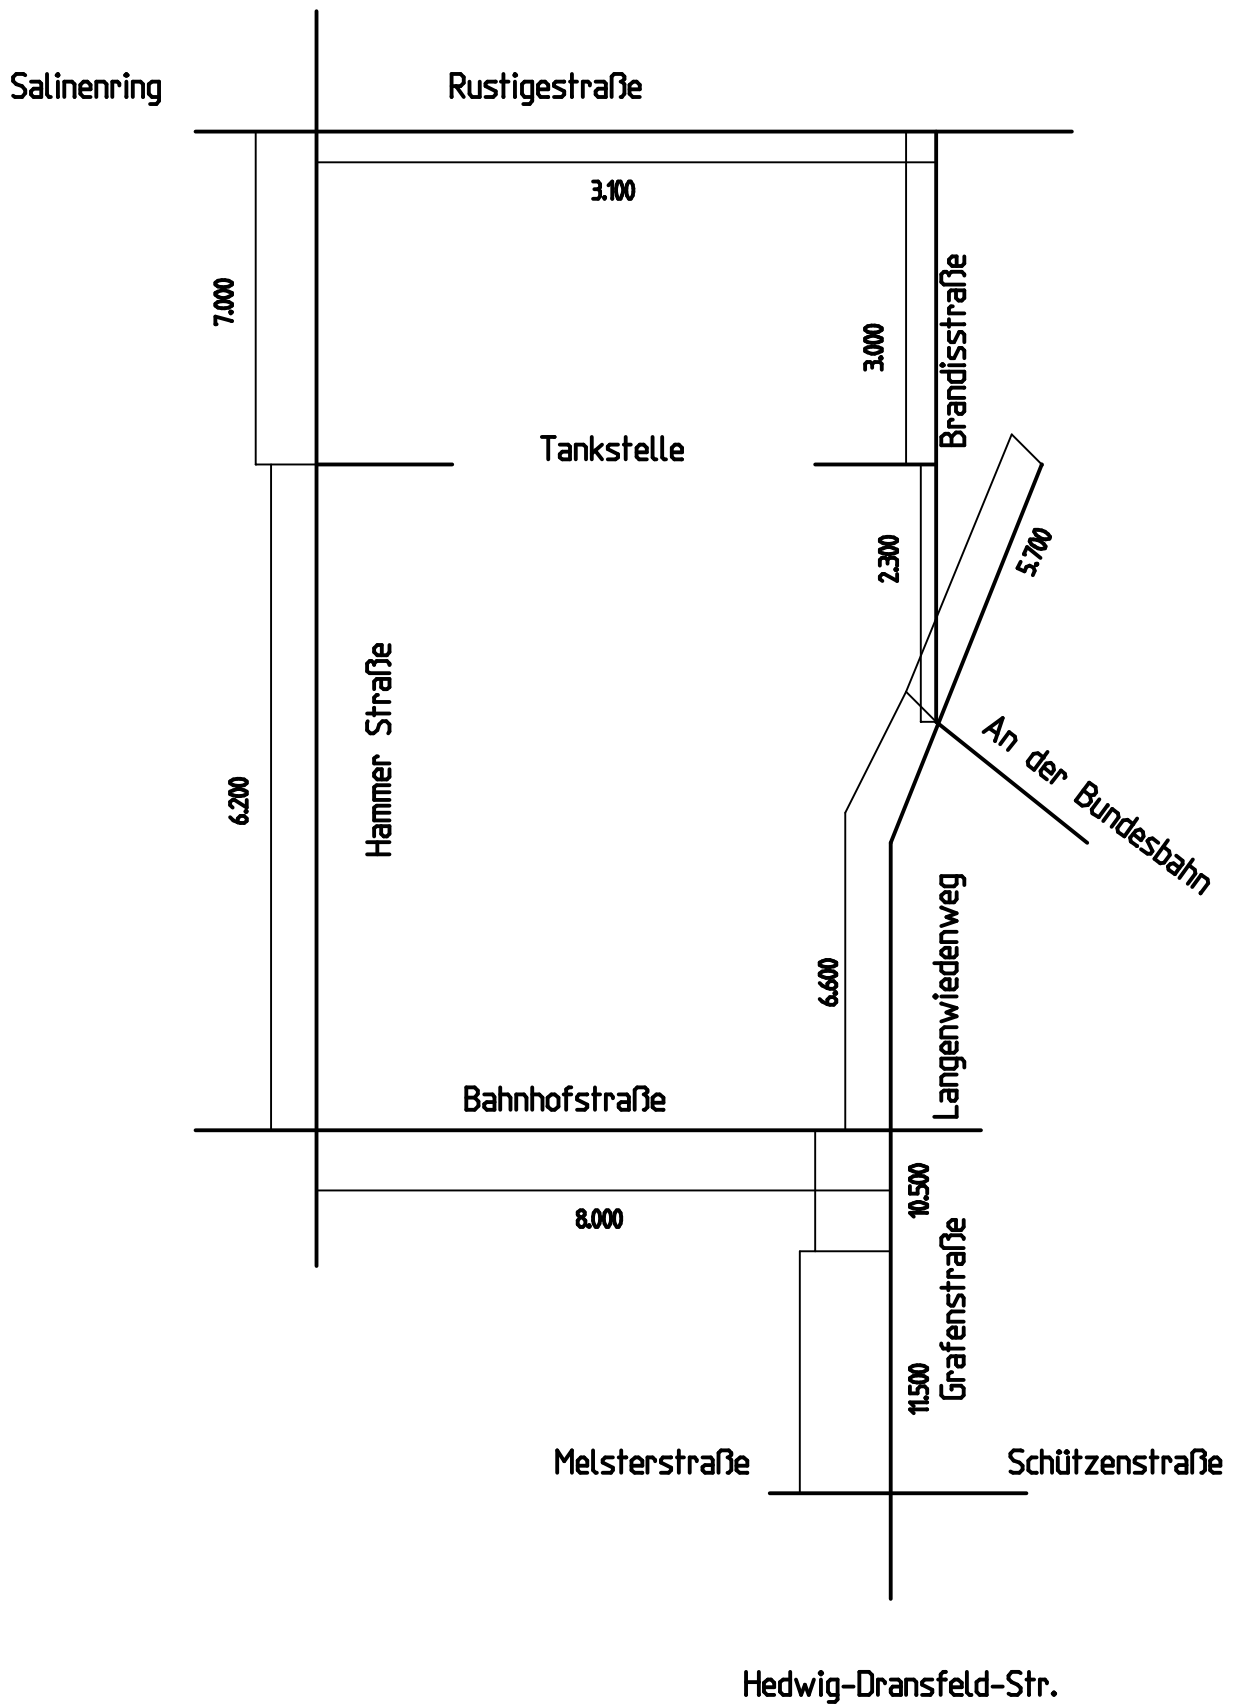 Salinenring
Rustigestraße
3.100
7.000
Brandisstraße
3.000
Tankstelle
5.700
2.300
Hammer Straße
An der Bundesbahn
6.200
Langenwiedenweg
6.600
Bahnhofstraße
10.500
8.000
Grafenstraße
11.500
Melsterstraße
Schützenstraße
Hedwig-Dransfeld-Str.